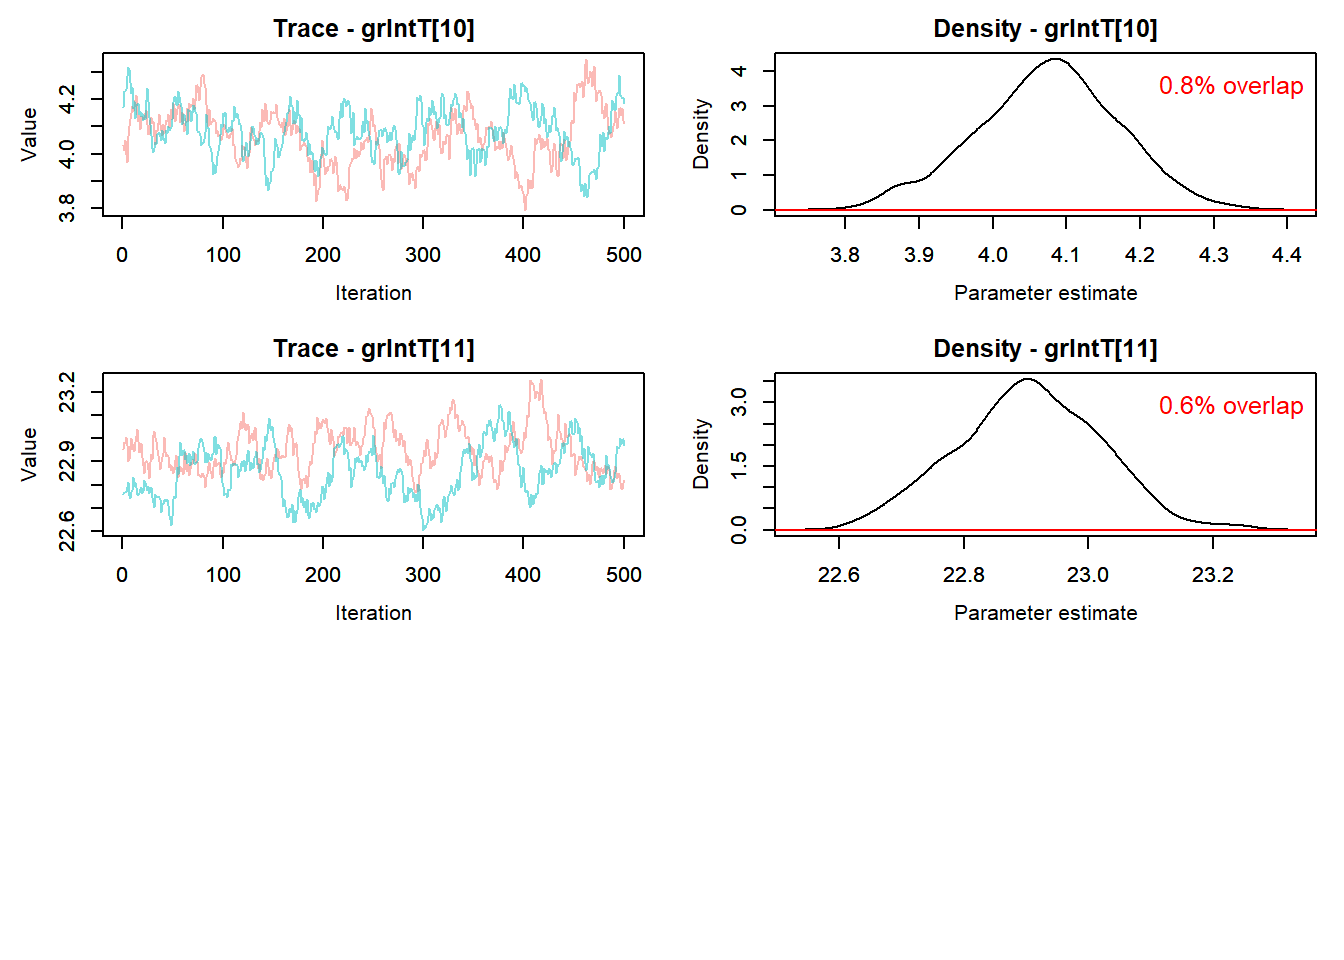 Trace - grIntT[10]
Value
3.8 4.0 4.2
0 100 200 300 400 500
Iteration
Density - grIntT[10]
0.8% overlap
Density
0 1 2 3 4
3.8 3.9 4.0 4.1 4.2 4.3 4.4
Parameter estimate
Trace - grIntT[11]
Value
22.6 22.9 23.2
0 100 200 300 400 500
Iteration
Density - grIntT[11]
0.6% overlap
Density
0.0 1.5 3.0
22.6 22.8 23.0 23.2
Parameter estimate